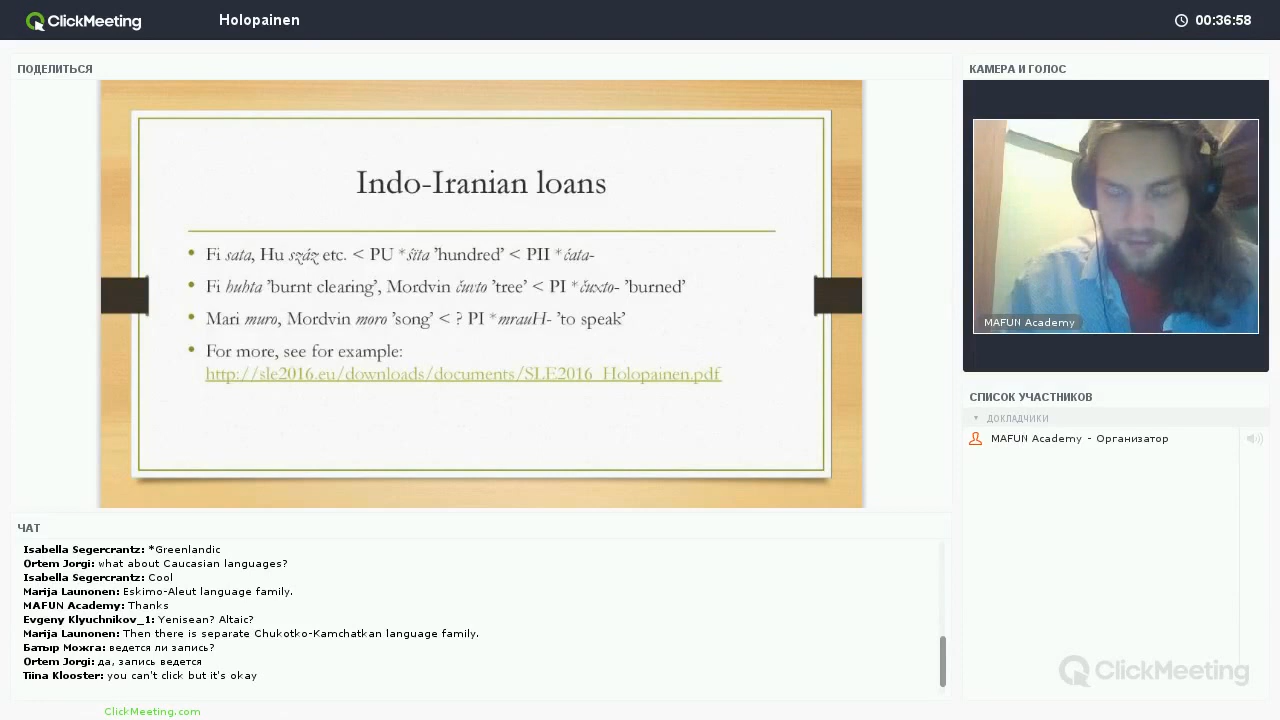 ClickMeeting
Holopainen
00:36:58
ПОДЕЛИТЬСЯ
Indo-Iranian loans
• Fi sata, Hu száz etc. < PU *śïta ’hundred’ < PII *ćata-
• Fi huhta ’burnt clearing’, Mordvin čuvto ’tree’ < PI *čuxto- ’burned’
• Mari muro, Mordvin moro ’song’ < ? PI *mrauH- ’to speak’
• For more, see for example:
http://sle2016.eu/downloads/documents/SLE2016_Holopainen.pdf
КАМЕРА И ГОЛОС
MAFUN Academy
СПИСОК УЧАСТНИКОВ
ДОКЛАДЧИКИ
MAFUN Academy - Организатор
ЧАТ
Isabella Segercrantz: *Greenlandic
Ortem Jorgi: what about Caucasian languages?
Isabella Segercrantz: Cool
Marija Launonen: Eskimo-Aleut language family.
MAFUN Academy: Thanks
Evgeny Klyuchnikov_1: Yenisean? Altaic?
Marija Launonen: Then there is separate Chukotko-Kamchatkan language family.
Батыр Можга: ведется ли запись?
Ortem Jorgi: да, запись ведется
Tiina Klooster: you can't click but it's okay
ClickMeeting
ClickMeeting.com